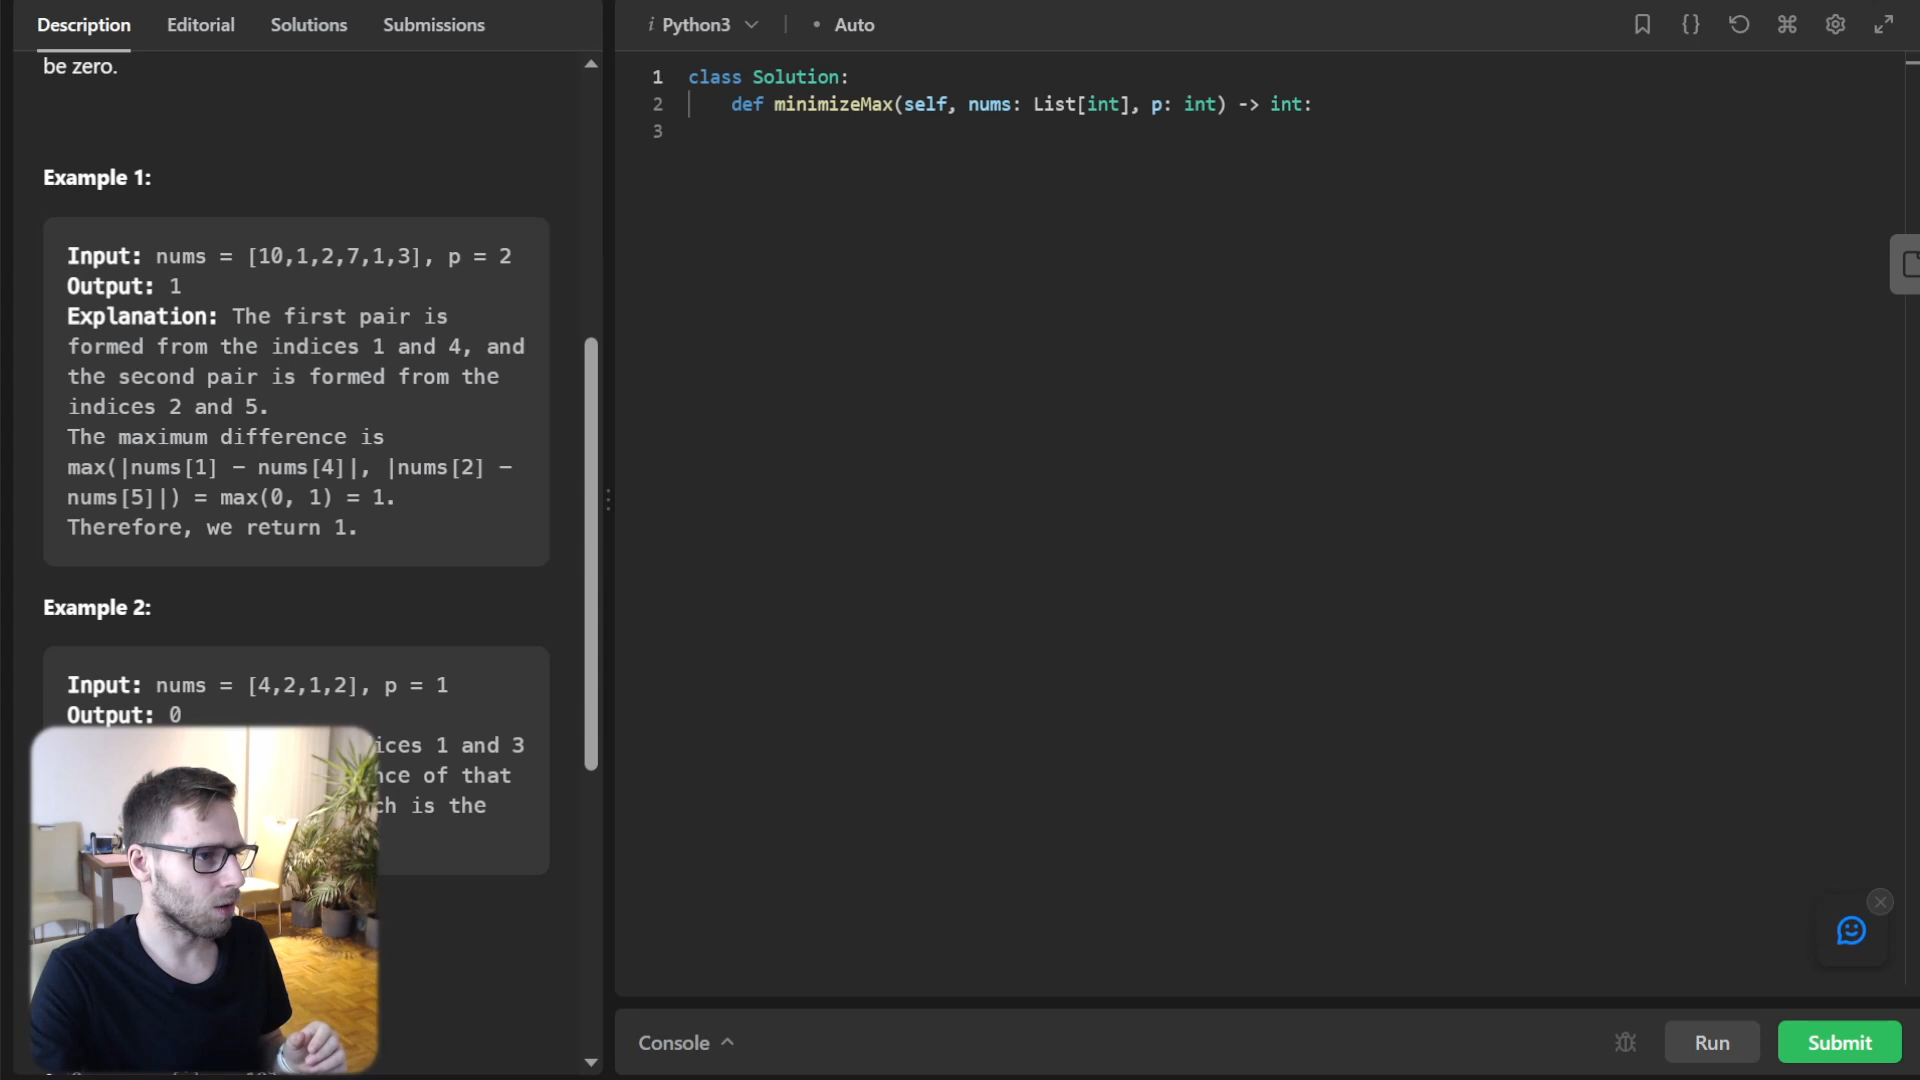 Description Editorial Solutions Submissions
be zero.
Example 1:
Input: nums = [10,1,2,7,1,3], p = 2
Output: 1
Explanation: The first pair is
formed from the indices 1 and 4, and
the second pair is formed from the
indices 2 and 5.
The maximum difference is
max(|nums[1] - nums[4]|, |nums[2] -
nums[5]|) = max(0, 1) = 1.
Therefore, we return 1.
Example 2:
Input: nums = [4,2,1,2], p = 1
Output: 0
ices 1 and 3
nce of that
ch is the
i Python3 • Auto
1 class Solution:
2 def minimizeMax(self, nums: List[int], p: int) -> int:
3
Console Run Submit